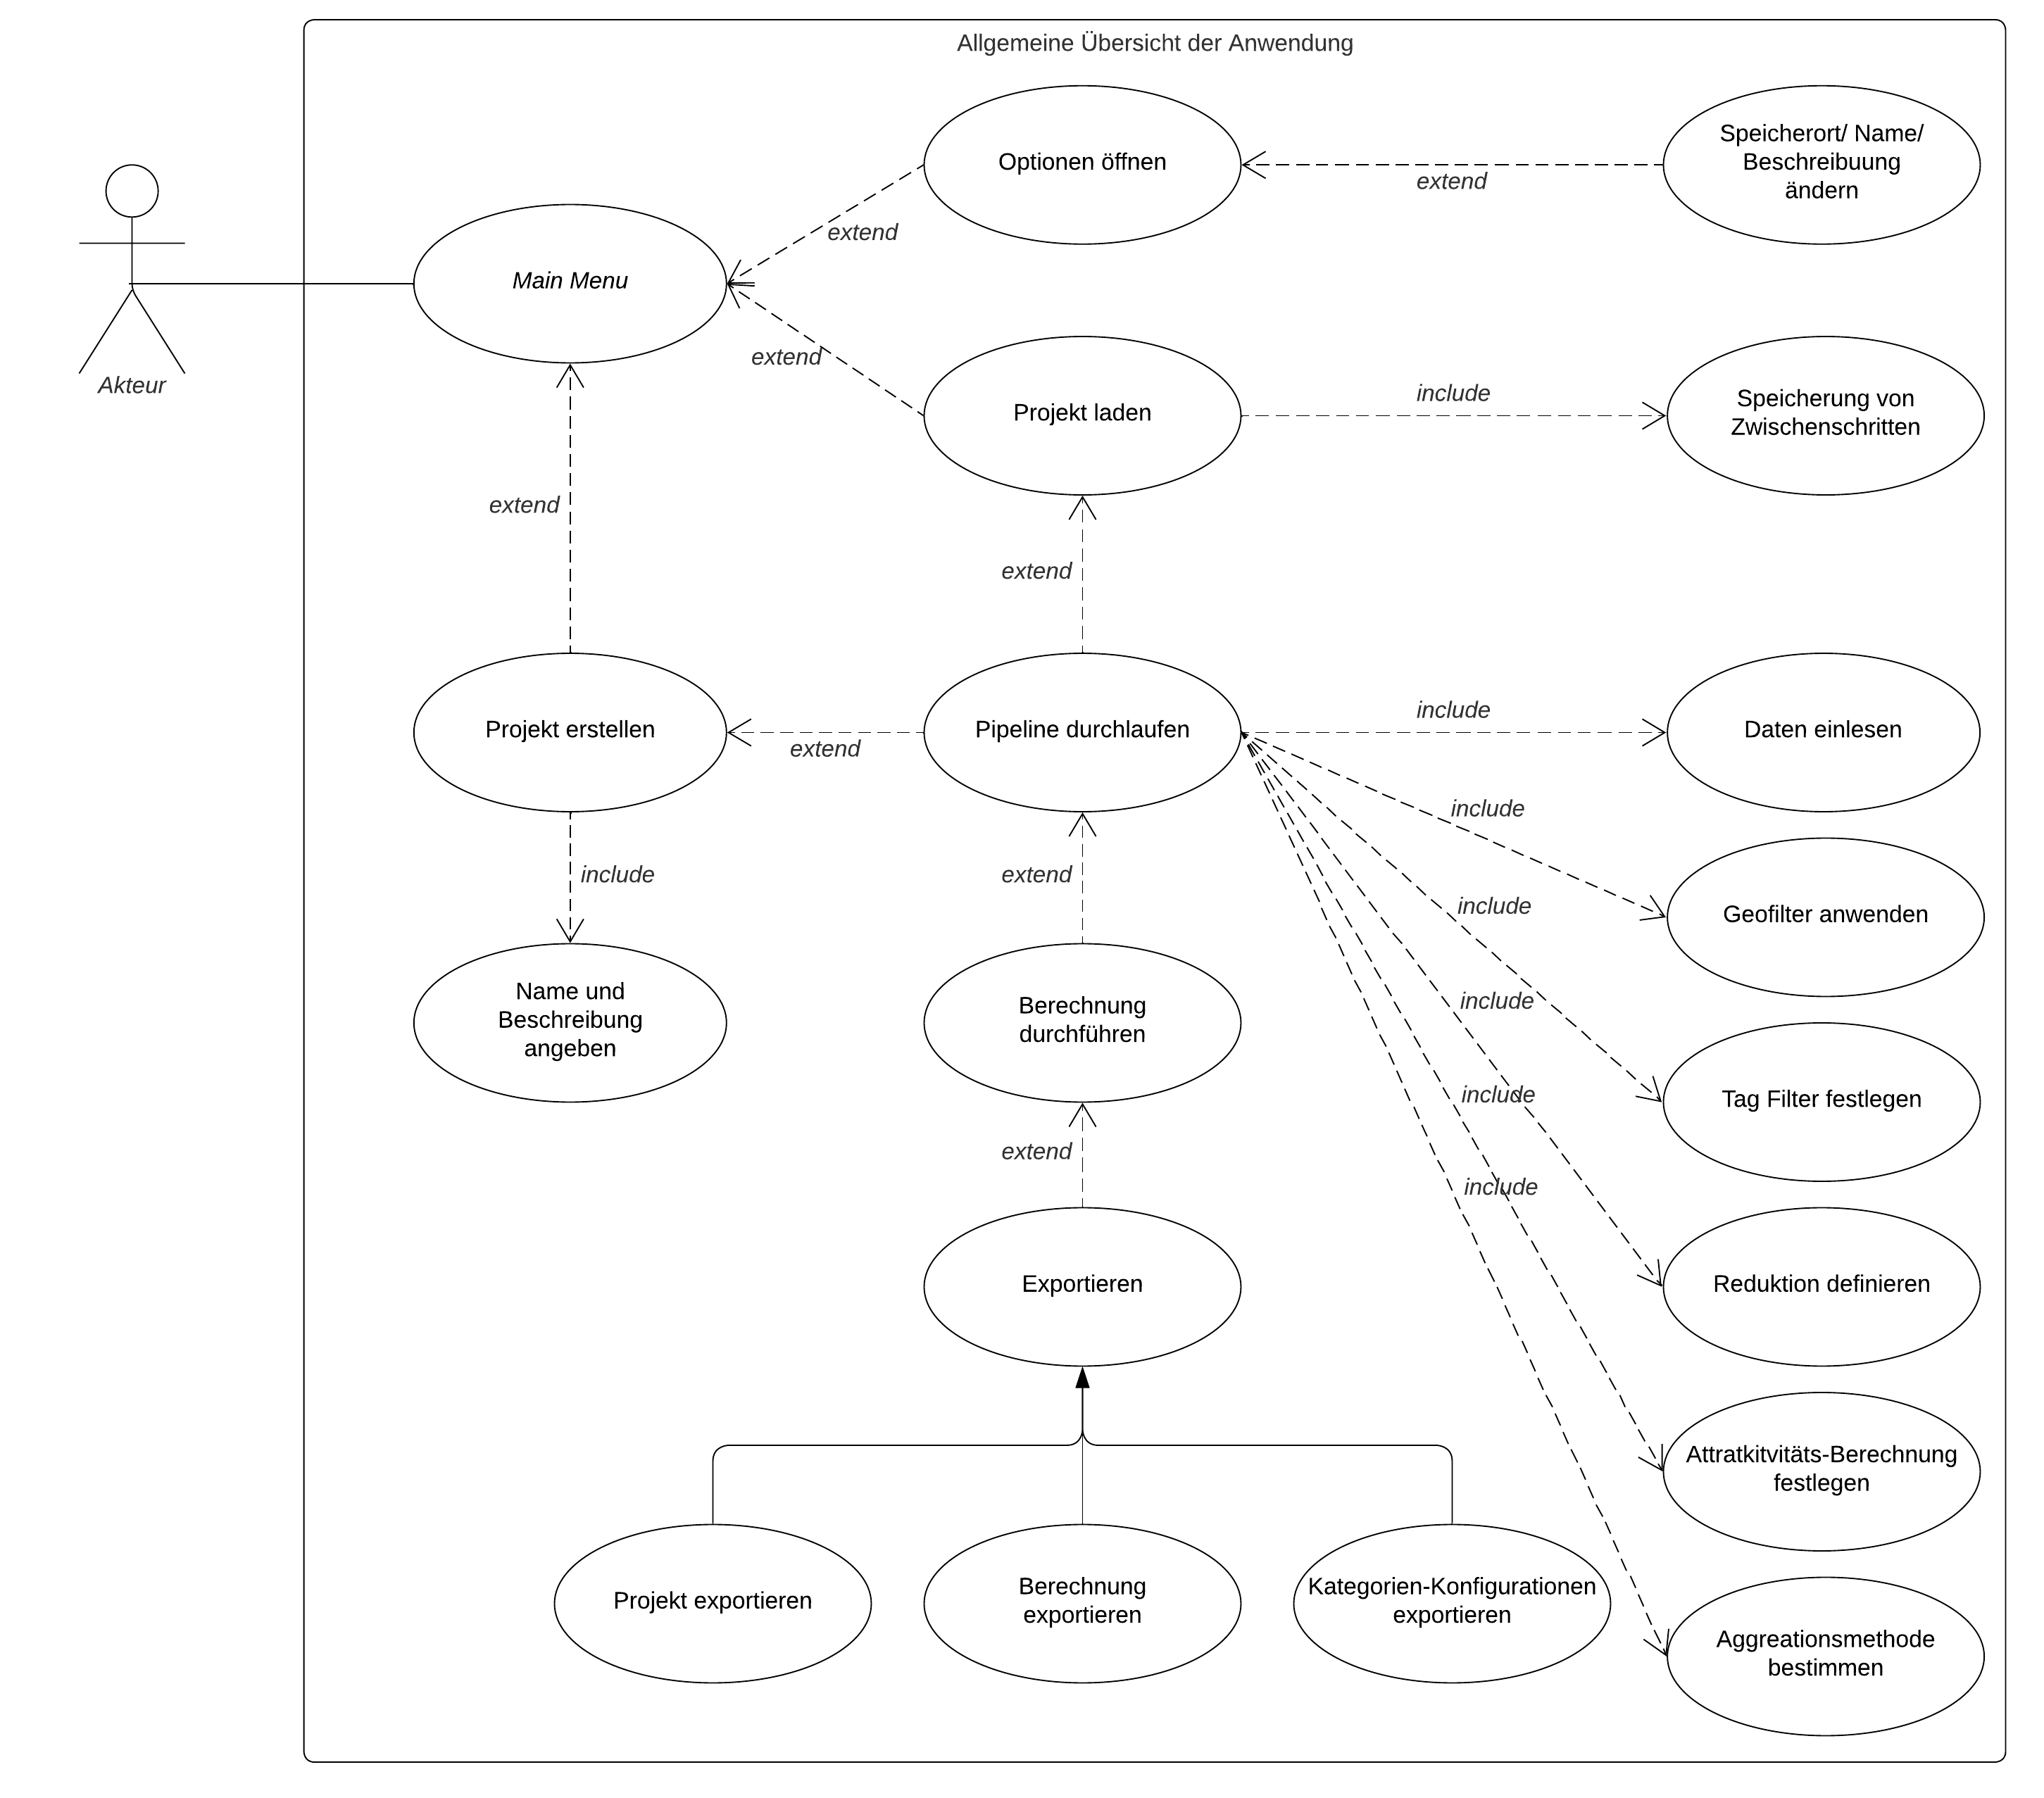 Allgemeine Übersicht der Anwendung
Optionen öffnen
Speicherort/ Name/
Beschreibuung
ändern
extend
extend
Main Menu
extend
Akteur
Projekt laden
include
Speicherung von
Zwischenschritten
extend
extend
Projekt erstellen
extend
Pipeline durchlaufen
include
Daten einlesen
include
include
extend
include
Geofilter anwenden
include
Name und
Beschreibung
angeben
Berechnung
durchführen
include
Tag Filter festlegen
include
extend
include
Exportieren
Reduktion definieren
Attratkitvitäts-Berechnung
festlegen
Projekt exportieren
Berechnung
exportieren
Kategorien-Konfigurationen
exportieren
Aggreationsmethode
bestimmen